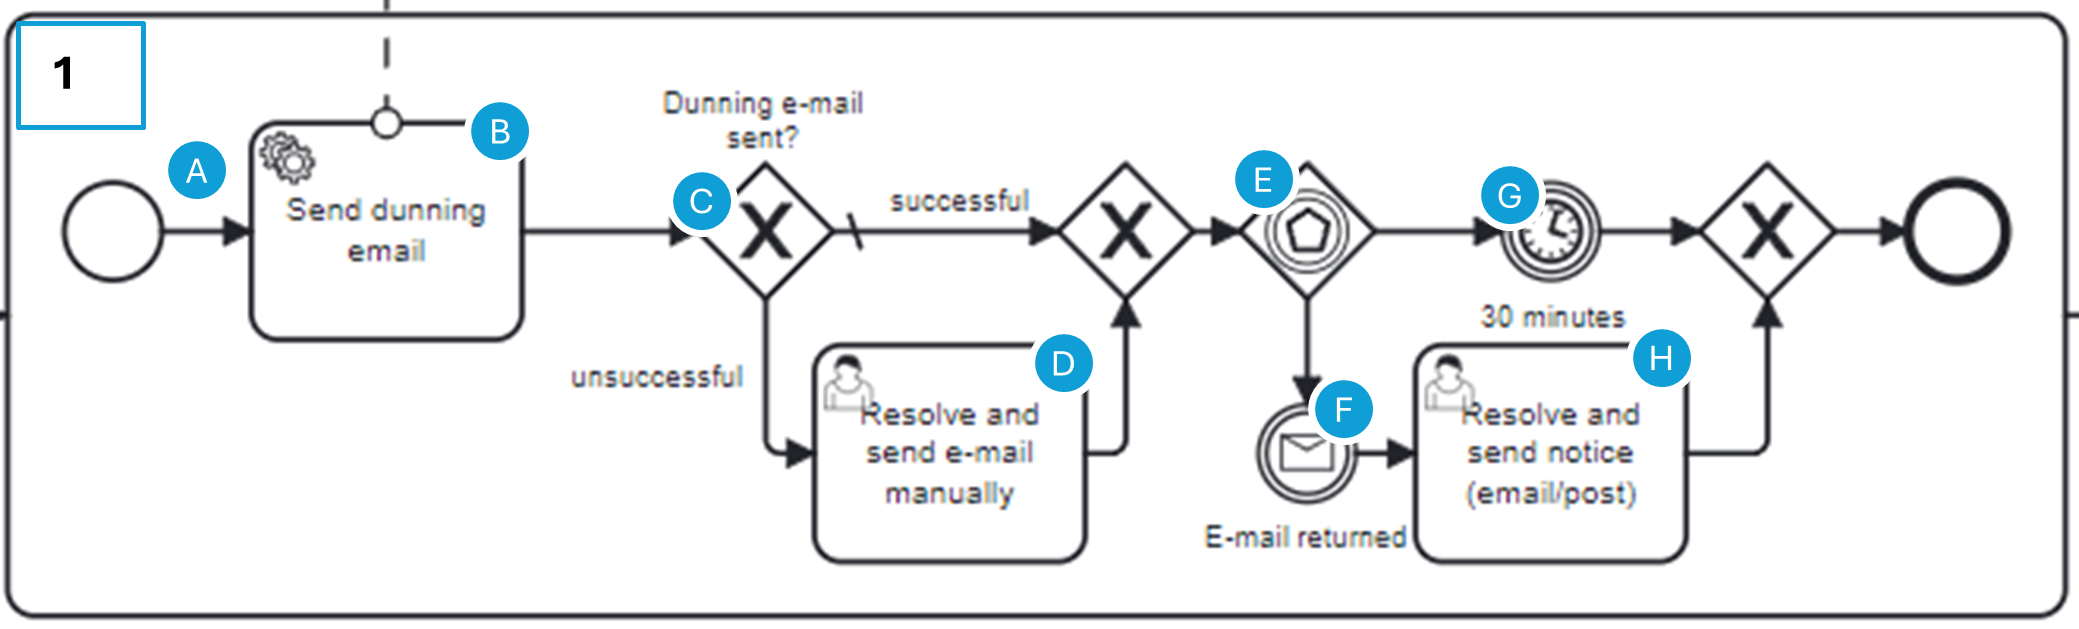 1
A
B
Send dunning
email
Dunning e-mail
sent?
C
successful
unsuccessful
D
Resolve and
send e-mail
manually
E
F
E-mail returned
G
30 minutes
H
Resolve and
send notice
(email/post)